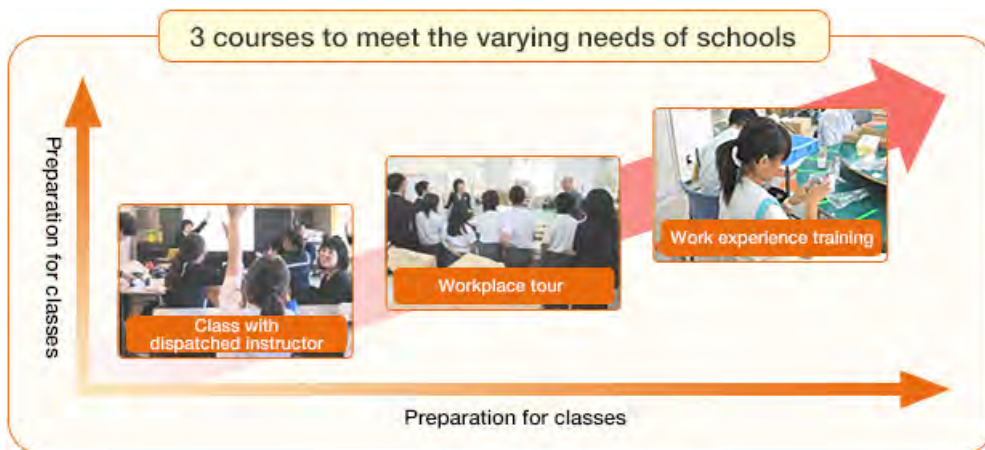 3 courses to meet the varying needs of schools
Preparation for classes
Class with
dispatched instructor
Workplace tour
Work experience training
Preparation for classes